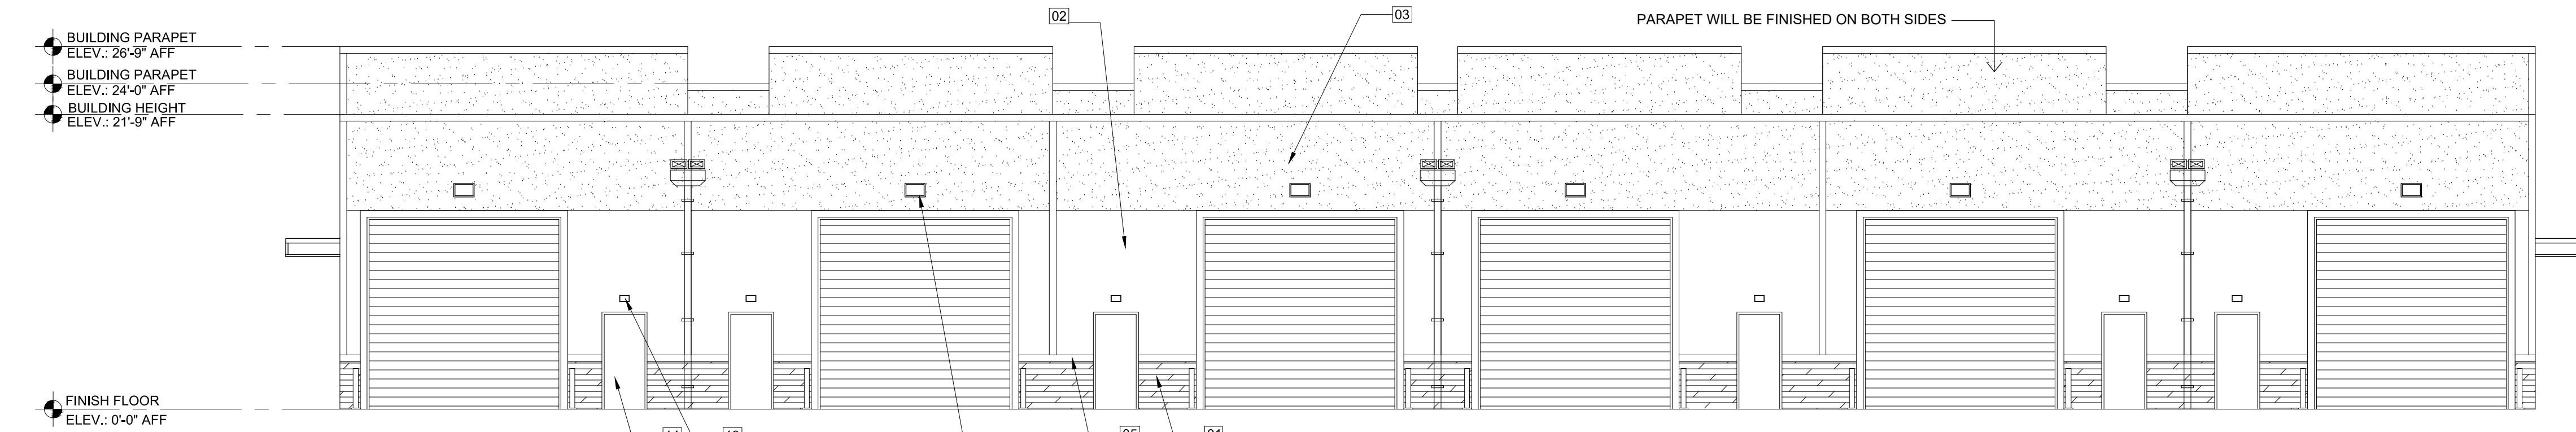 02
03
PARAPET WILL BE FINISHED ON BOTH SIDES
BUILDING PARAPET
ELEV.: 26'-9" AFF
BUILDING PARAPET
ELEV.: 24'-0" AFF
BUILDING HEIGHT
ELEV.: 21'-9" AFF
FINISH FLOOR
ELEV.: 0'-0" AFF